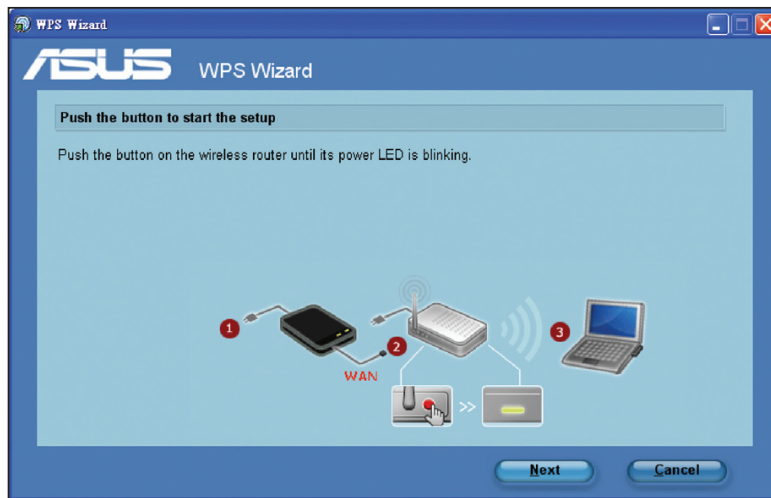 WPS Wizard
ASUS WPS Wizard
Push the button to start the setup
Push the button on the wireless router until its power LED is blinking.
1
2
3
WAN
>>
Next
Cancel